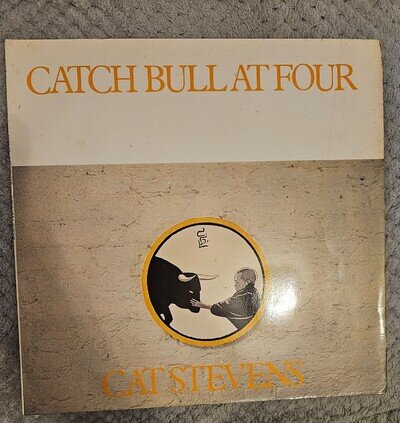 CATCH BULL AT FOUR
CAT STEVENS